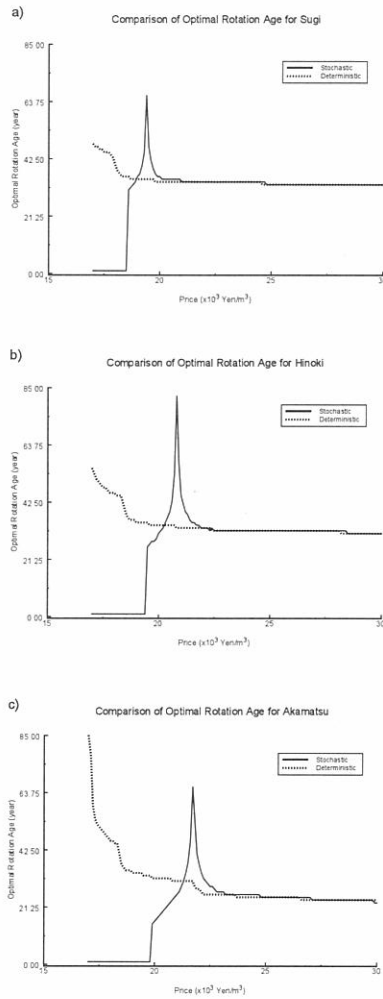 a)
Comparison of Optimal Rotation Age for Sugi
85.00
63.75
42.50
21.25
0.00
Optimal Rotation Age (year)
Stochastic
Deterministic
15
20
25
30
Price (x10³ Yen/m³)
b)
Comparison of Optimal Rotation Age for Hinoki
85.00
63.75
42.50
21.25
0.00
Optimal Rotation Age (year)
Stochastic
Deterministic
15
20
25
30
Price (x10³ Yen/m³)
c)
Comparison of Optimal Rotation Age for Akamatsu
85.00
63.75
42.50
21.25
0.00
Optimal Rotation Age (year)
Stochastic
Deterministic
15
20
25
30
Price (x10³ Yen/m³)